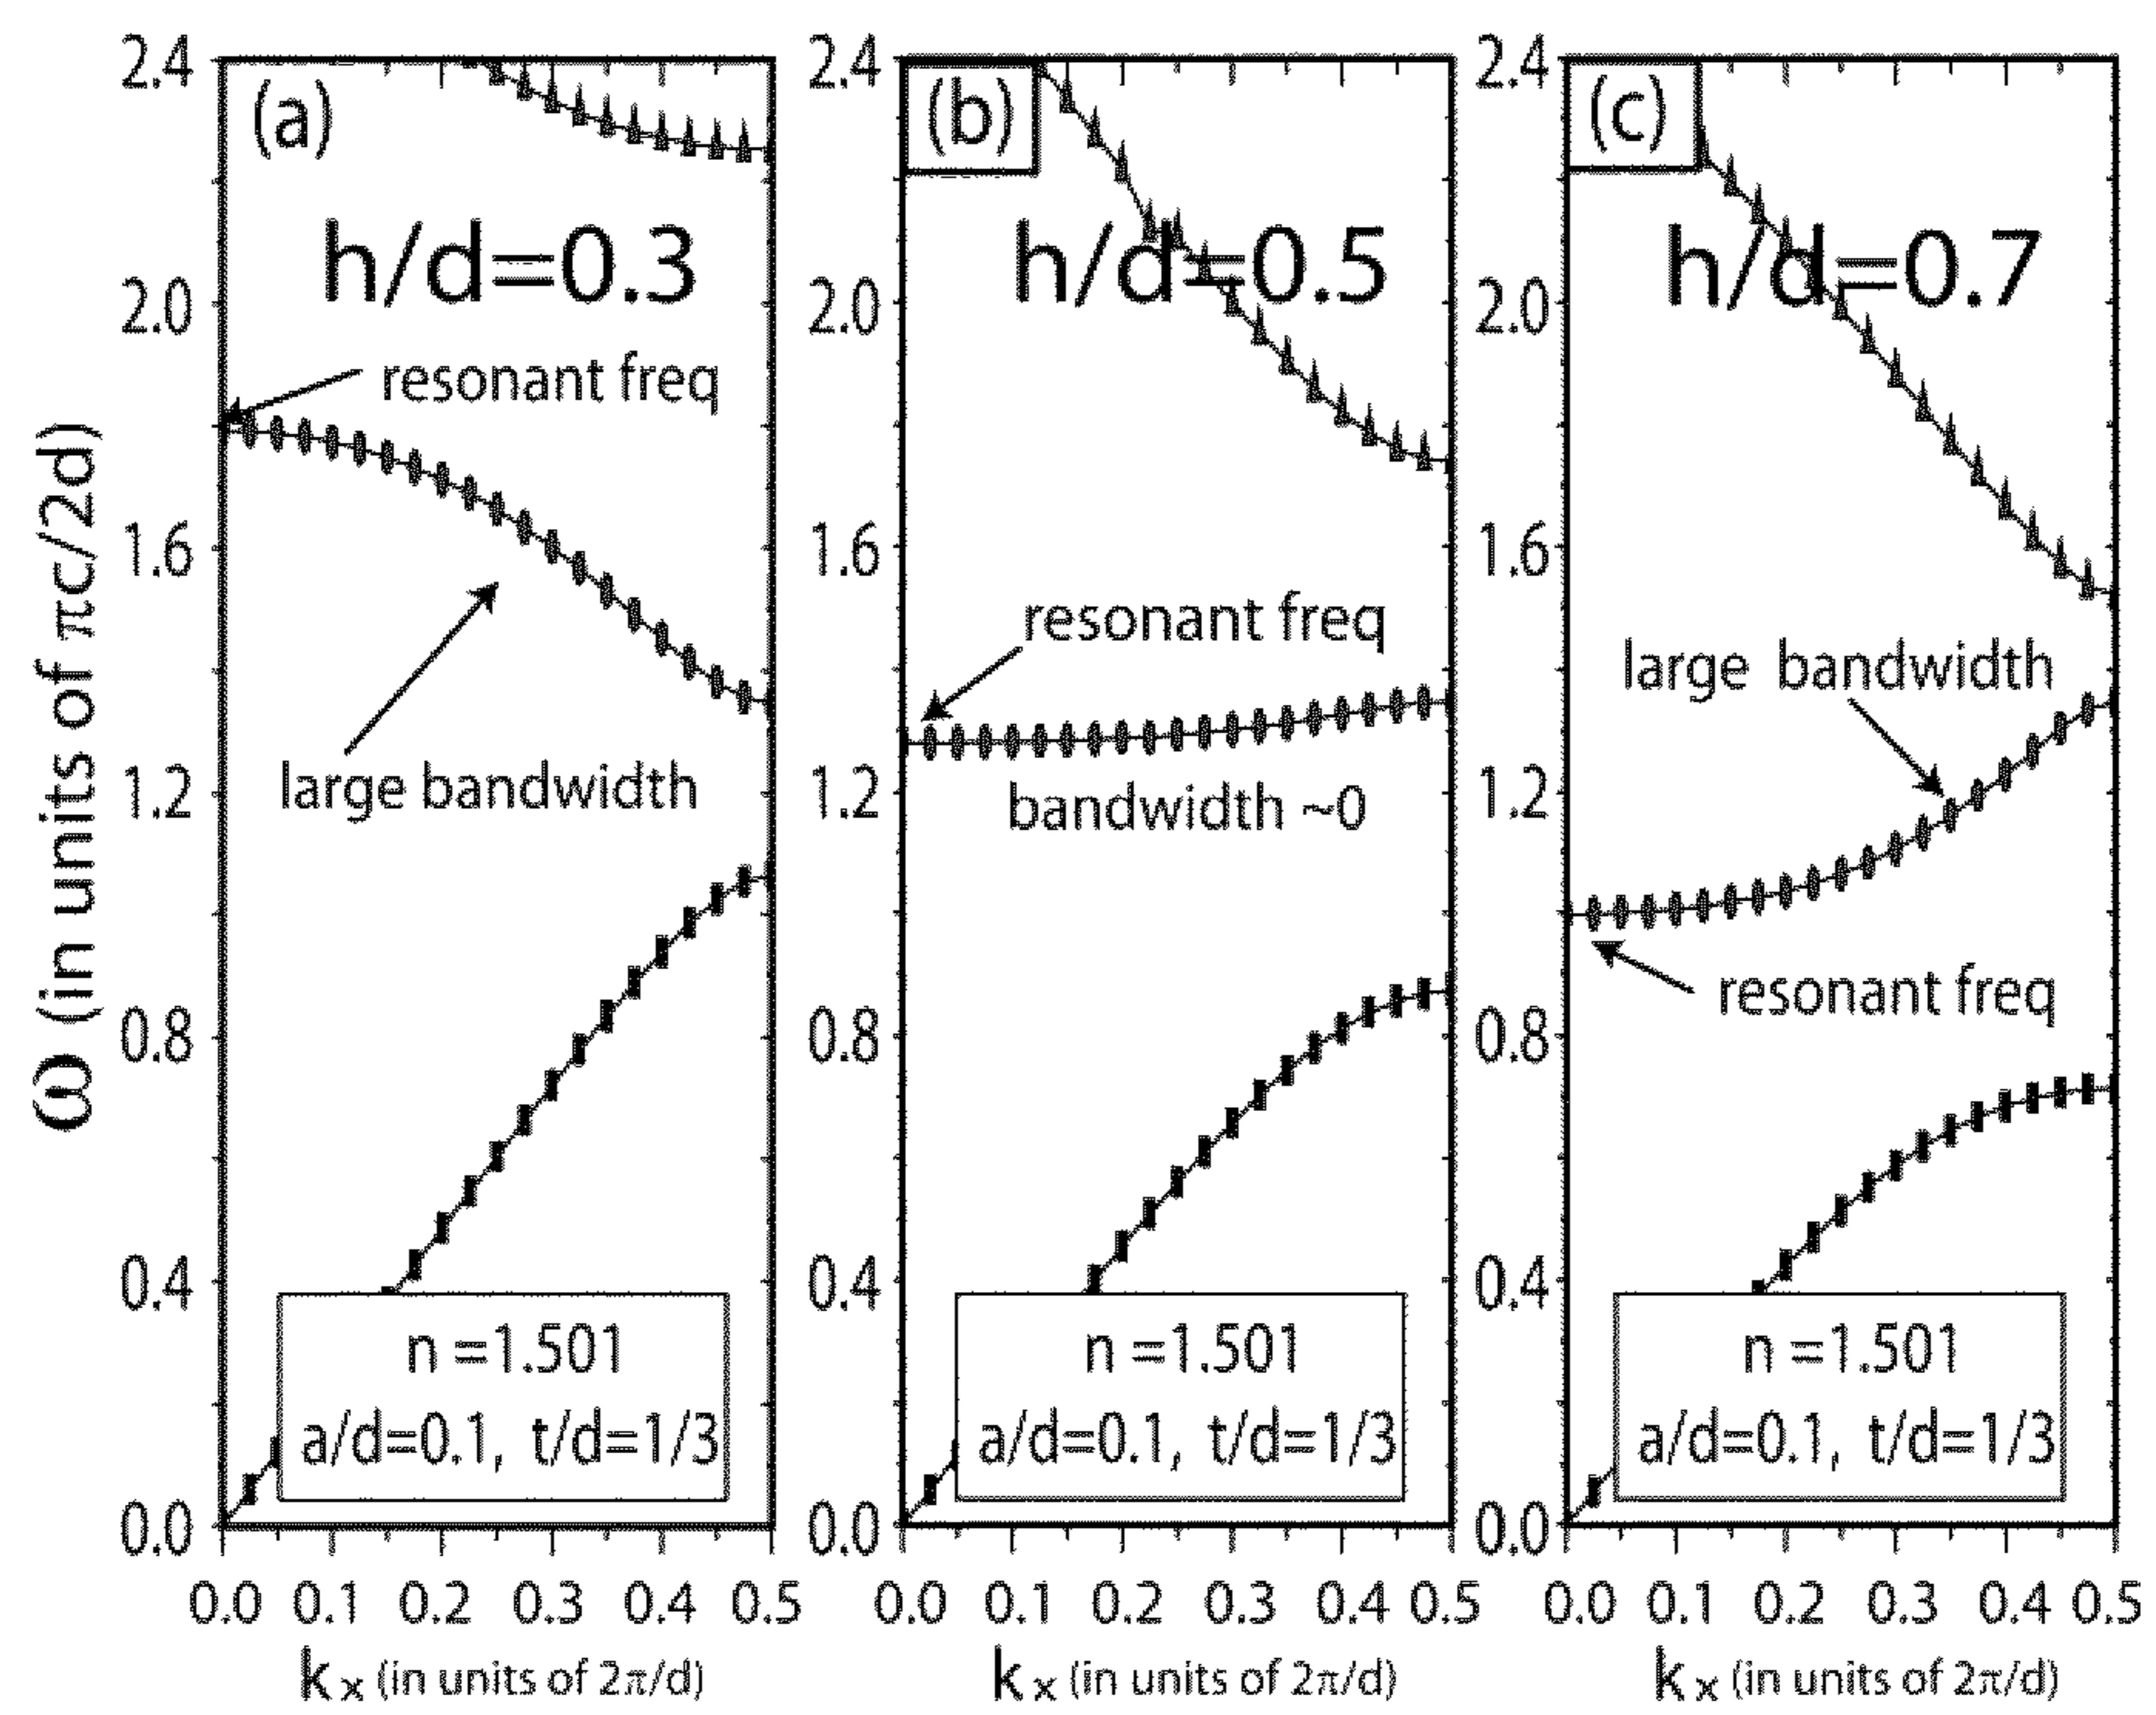 ω (in units of πc/2d)
(a)
h/d=0.3
resonant freq
large bandwidth
n =1.501
a/d=0.1, t/d=1/3
2.4
2.0
1.6
1.2
0.8
0.4
0.0
0.0 0.1 0.2 0.3 0.4 0.5
k x (in units of 2π/d)
(b)
h/d=0.5
resonant freq
bandwidth ~0
n =1.501
a/d=0.1, t/d=1/3
2.4
2.0
1.6
1.2
0.8
0.4
0.0
0.0 0.1 0.2 0.3 0.4 0.5
k x (in units of 2π/d)
(c)
h/d=0.7
large bandwidth
resonant freq
n =1.501
a/d=0.1, t/d=1/3
2.4
2.0
1.6
1.2
0.8
0.4
0.0
0.0 0.1 0.2 0.3 0.4 0.5
k x (in units of 2π/d)